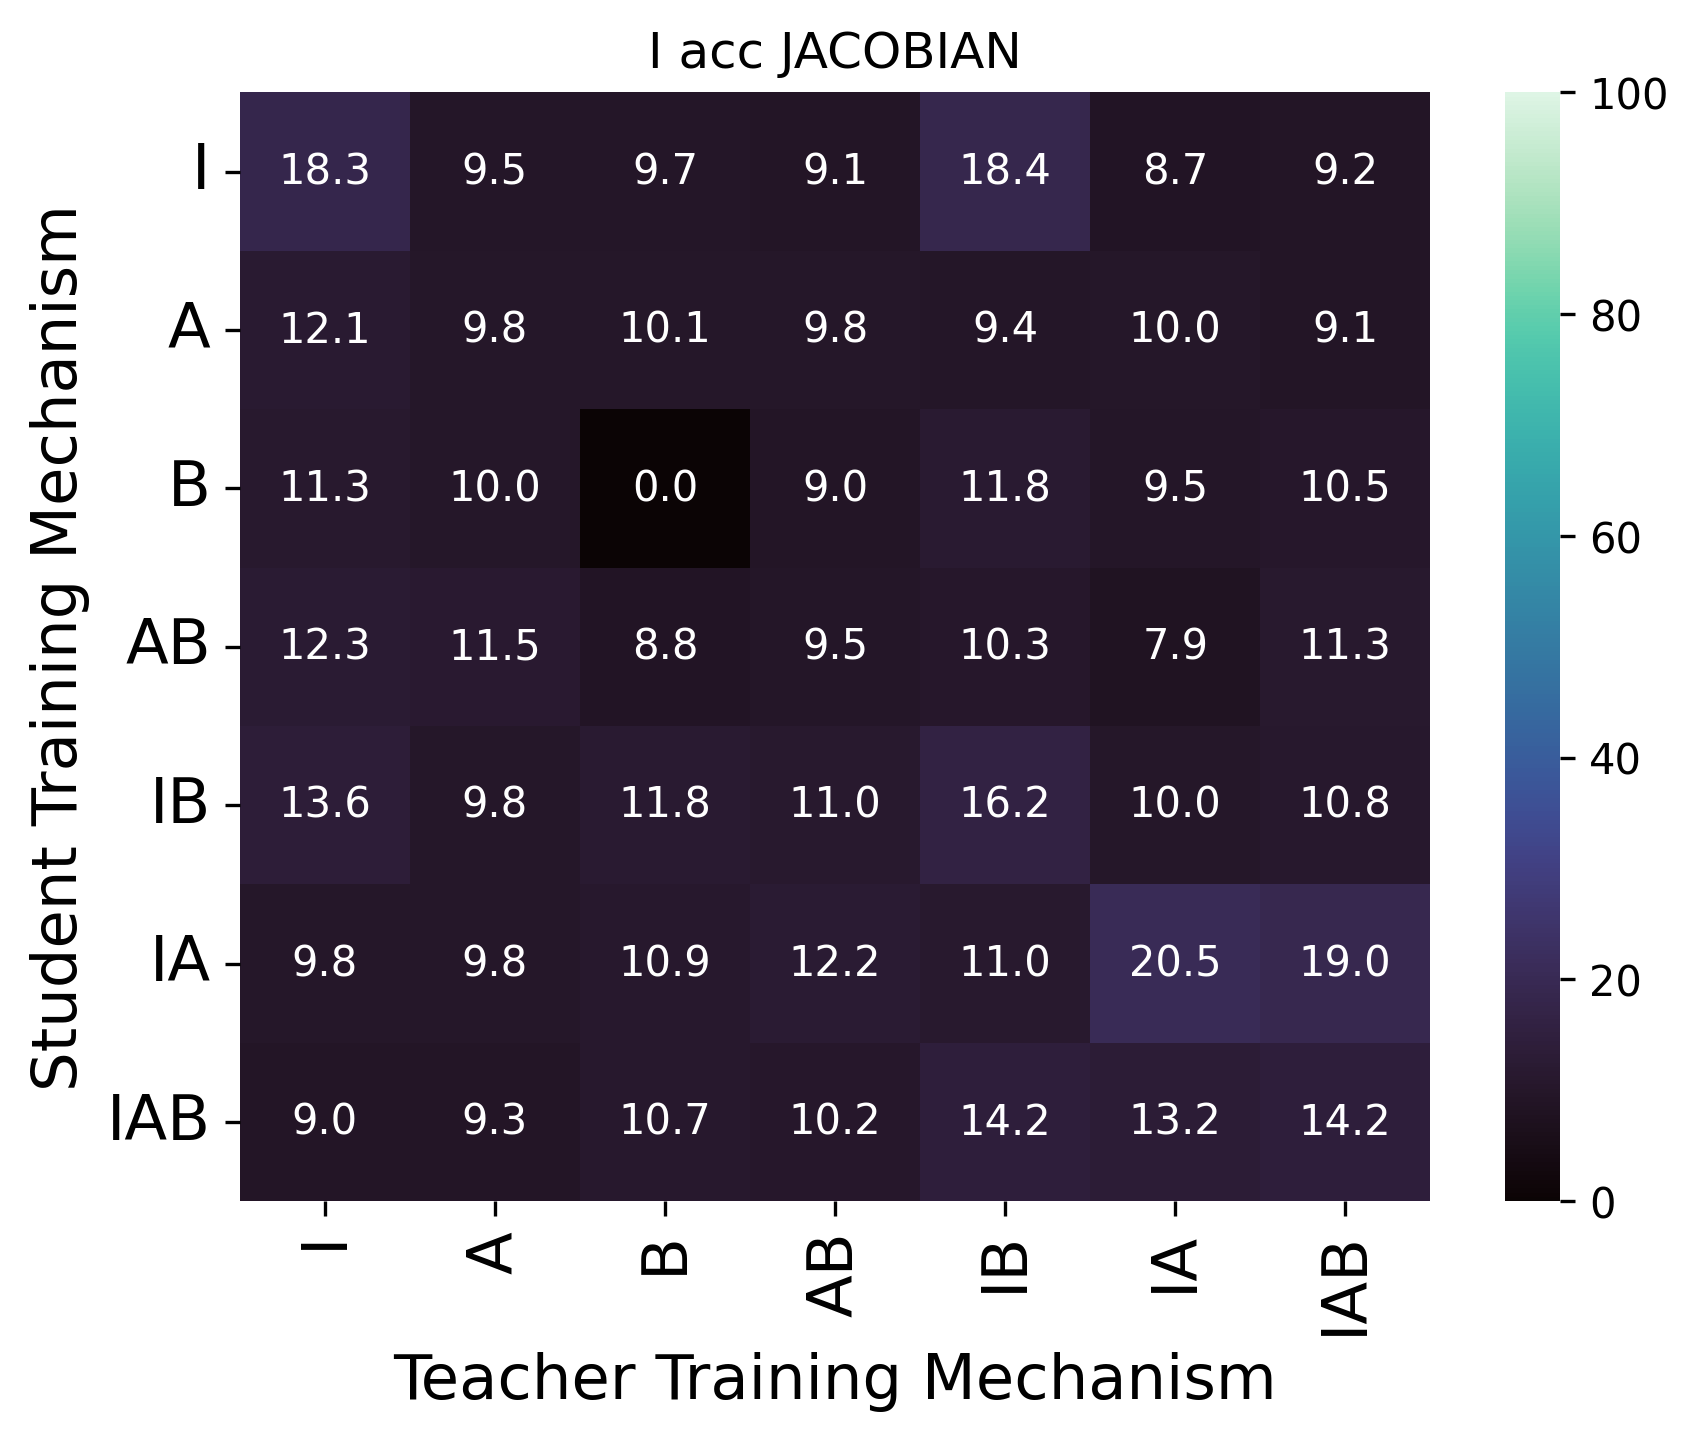 I acc JACOBIAN
Student Training Mechanism
I 18.3 9.5 9.7 9.1 18.4 8.7 9.2
A 12.1 9.8 10.1 9.8 9.4 10.0 9.1
B 11.3 10.0 0.0 9.0 11.8 9.5 10.5
AB 12.3 11.5 8.8 9.5 10.3 7.9 11.3
IB 13.6 9.8 11.8 11.0 16.2 10.0 10.8
IA 9.8 9.8 10.9 12.2 11.0 20.5 19.0
IAB 9.0 9.3 10.7 10.2 14.2 13.2 14.2
I A B AB IB IA IAB
Teacher Training Mechanism
100
80
60
40
20
0